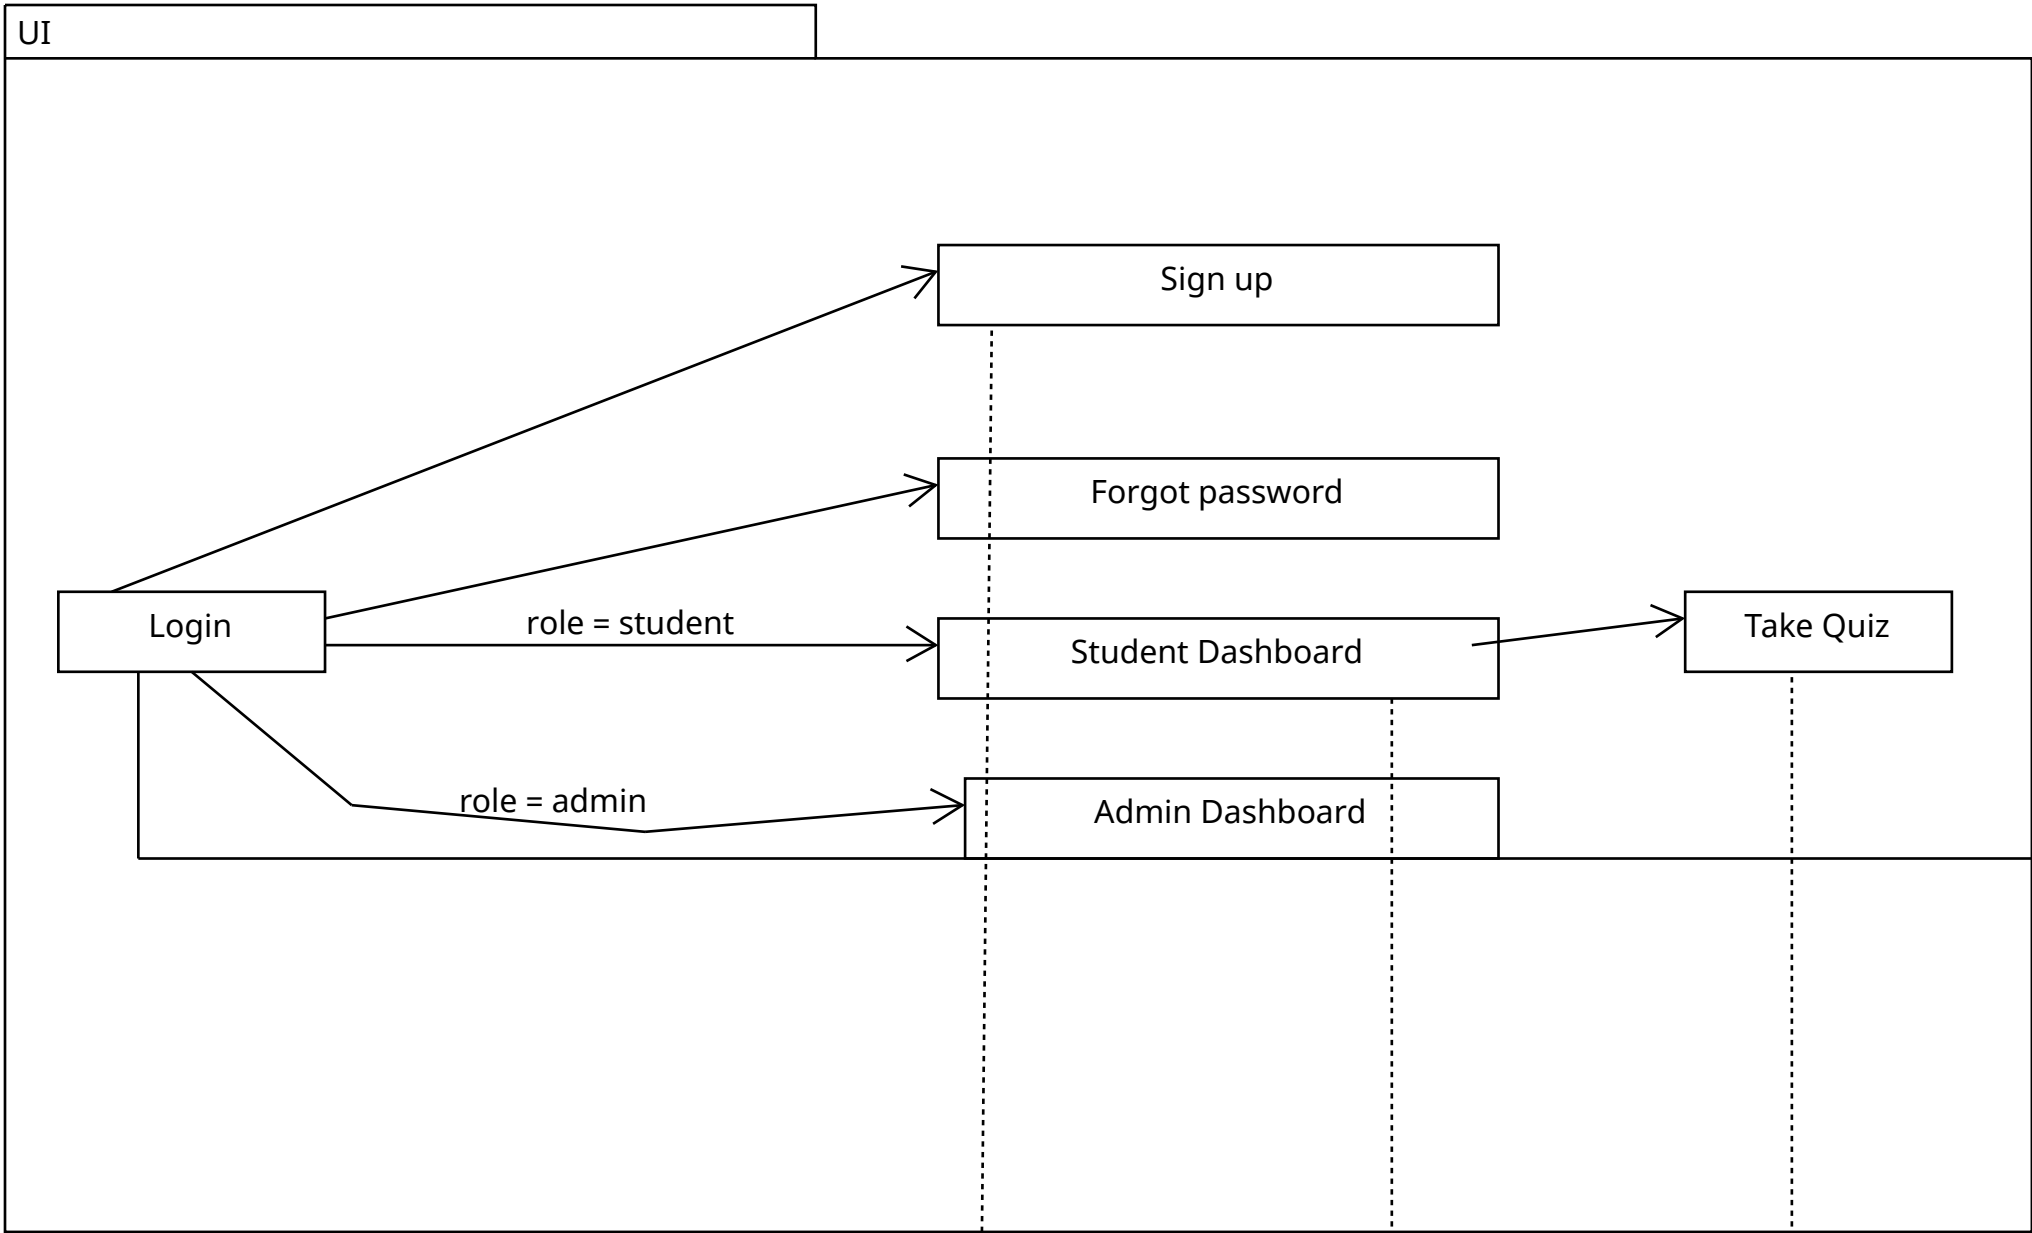 UI
Sign up
Forgot password
Login
role = student
Student Dashboard
Take Quiz
role = admin
Admin Dashboard